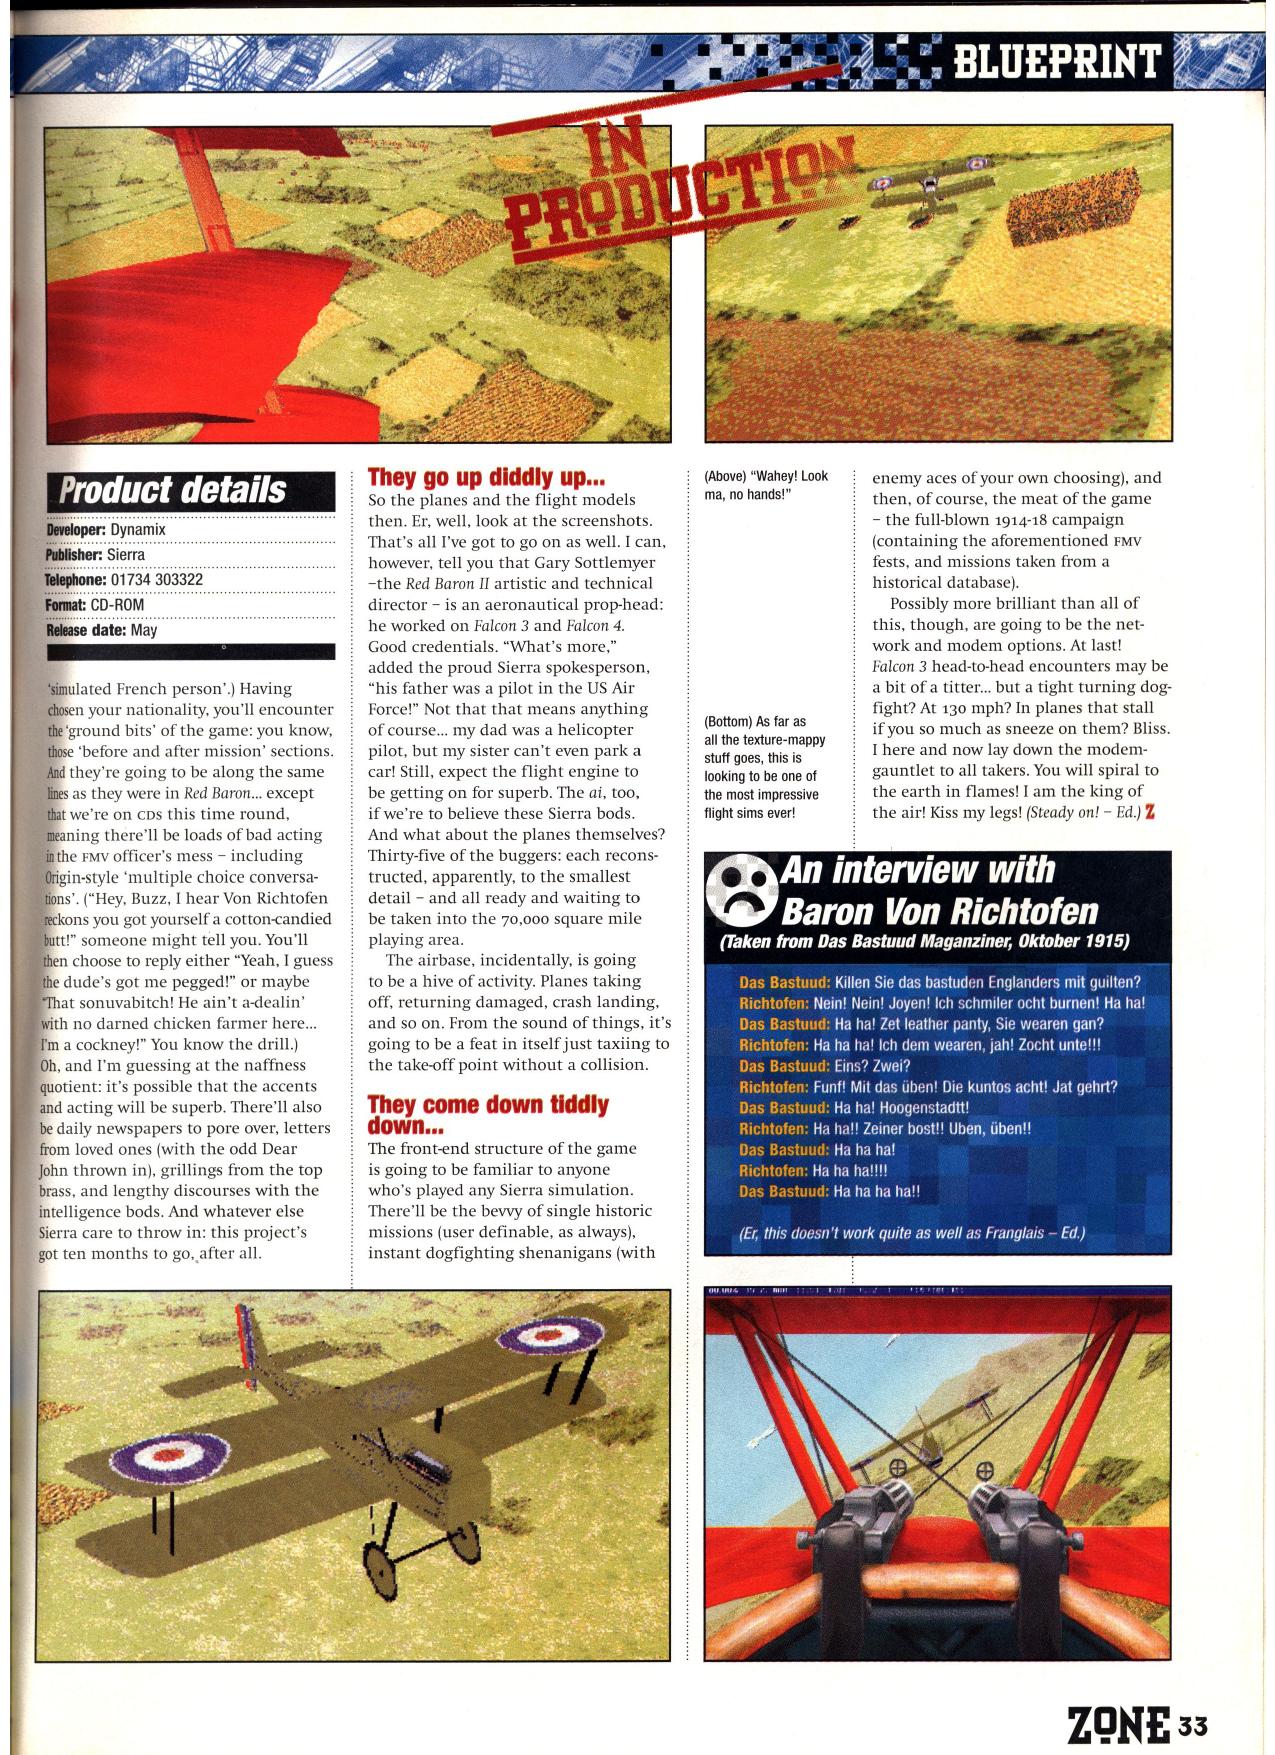 BLUEPRINT
IN
PRODUCTION
Product details
Developer: Dynamix
Publisher: Sierra
Telephone: 01734 303322
Format: CD-ROM
Release date: May
‘simulated French person’.) Having
chosen your nationality, you’ll encounter
the ‘ground bits’ of the game: you know,
those ‘before and after mission’ sections.
And they’re going to be along the same
lines as they were in Red Baron... except
that we’re on CDs this time round,
meaning there’ll be loads of bad acting
in the FMV officer’s mess – including
Origin-style ‘multiple choice conversa-
tions’. (“Hey, Buzz, I hear Von Richtofen
reckons you got yourself a cotton-candied
butt!” someone might tell you. You’ll
then choose to reply either “Yeah, I guess
the dude’s got me pegged!” or maybe
“That sonuvabitch! He ain’t a-dealin’
with no darned chicken farmer here...
I’m a cockney!” You know the drill.)
Oh, and I’m guessing at the naffness
quotient: it’s possible that the accents
and acting will be superb. There’ll also
be daily newspapers to pore over, letters
from loved ones (with the odd Dear
John thrown in), grillings from the top
brass, and lengthy discourses with the
intelligence bods. And whatever else
Sierra care to throw in: this project’s
got ten months to go, after all.
They go up diddly up...
So the planes and the flight models
then. Er, well, look at the screenshots.
That’s all I’ve got to go on as well. I can,
however, tell you that Gary Sottlemyer
–the Red Baron II artistic and technical
director – is an aeronautical prop-head:
he worked on Falcon 3 and Falcon 4.
Good credentials. “What’s more,”
added the proud Sierra spokesperson,
“his father was a pilot in the US Air
Force!” Not that that means anything
of course... my dad was a helicopter
pilot, but my sister can’t even park a
car! Still, expect the flight engine to
be getting on for superb. The ai, too,
if we’re to believe these Sierra bods.
And what about the planes themselves?
Thirty-five of the buggers: each recons-
tructed, apparently, to the smallest
detail – and all ready and waiting to
be taken into the 70,000 square mile
playing area.
The airbase, incidentally, is going
to be a hive of activity. Planes taking
off, returning damaged, crash landing,
and so on. From the sound of things, it’s
going to be a feat in itself just taxiing to
the take-off point without a collision.
They come down tiddly
down...
The front-end structure of the game
is going to be familiar to anyone
who’s played any Sierra simulation.
There’ll be the bevvy of single historic
missions (user definable, as always),
instant dogfighting shenanigans (with
(Above) “Wahey! Look
ma, no hands!”
(Bottom) As far as
all the texture-mappy
stuff goes, this is
looking to be one of
the most impressive
flight sims ever!
enemy aces of your own choosing), and
then, of course, the meat of the game
– the full-blown 1914-18 campaign
(containing the aforementioned FMV
fests, and missions taken from a
historical database).
Possibly more brilliant than all of
this, though, are going to be the net-
work and modem options. At last!
Falcon 3 head-to-head encounters may be
a bit of a titter... but a tight turning dog-
fight? At 130 mph? In planes that stall
if you so much as sneeze on them? Bliss.
I here and now lay down the modem-
gauntlet to all takers. You will spiral to
the earth in flames! I am the king of
the air! Kiss my legs! (Steady on! – Ed.) Z
An interview with
Baron Von Richtofen
(Taken from Das Bastuud Maganziner, Oktober 1915)
Das Bastuud: Killen Sie das bastuden Englanders mit guilten?
Richtofen: Nein! Nein! Joyen! Ich schmiler ocht burnen! Ha ha!
Das Bastuud: Ha ha! Zet leather panty, Sie wearen gan?
Richtofen: Ha ha ha! Ich dem wearen, jah! Zocht unte!!!
Das Bastuud: Eins? Zwei?
Richtofen: Funf! Mit das üben! Die kuntos acht! Jat gehrt?
Das Bastuud: Ha ha! Hoogenstadtt!
Richtofen: Ha ha!! Zeiner bost!! Uben, üben!!
Das Bastuud: Ha ha ha!
Richtofen: Ha ha ha!!!!
Das Bastuud: Ha ha ha ha!!
(Er, this doesn’t work quite as well as Franglais – Ed.)
ZONE 33